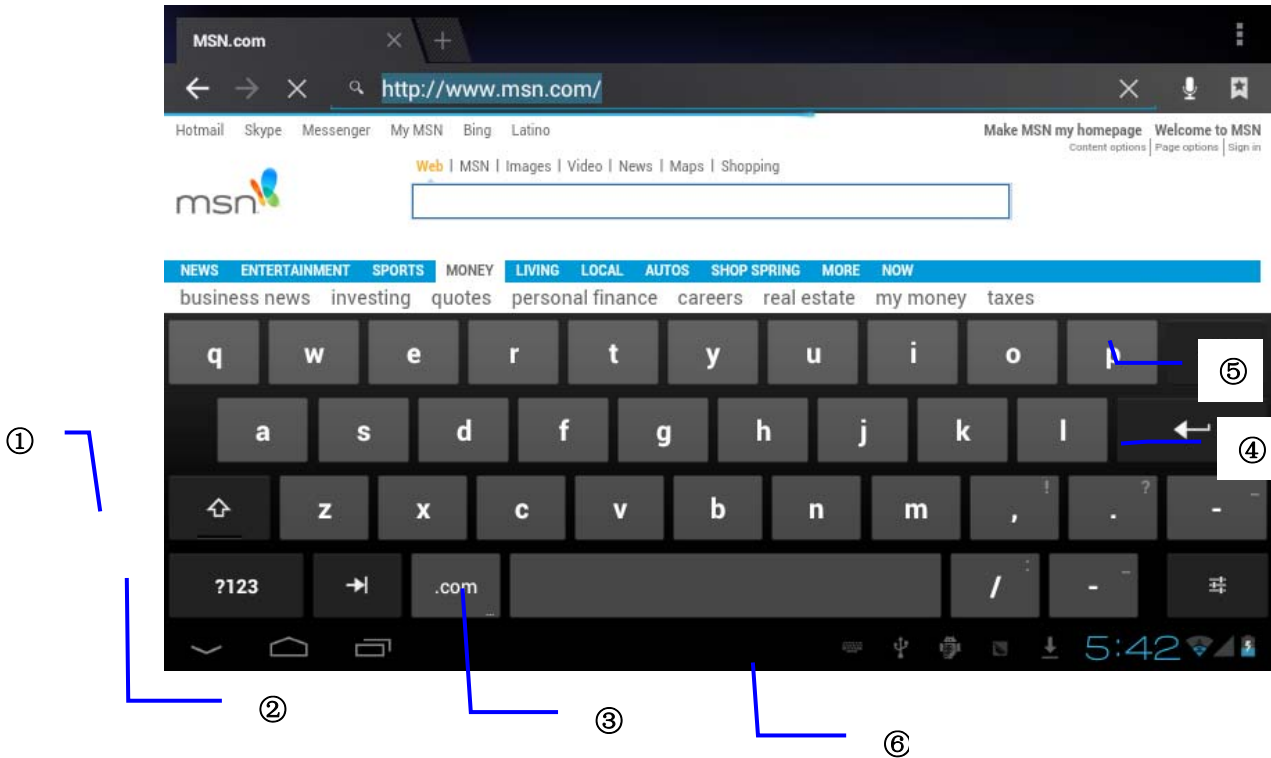 MSN.com
http://www.msn.com/
Hotmail Skype Messenger My MSN Bing Latino Make MSN my homepage Welcome to MSN
Content options | Page options | Sign in
Web | MSN | Images | Video | News | Maps | Shopping
msn
NEWS ENTERTAINMENT SPORTS MONEY LIVING LOCAL AUTOS SHOP SPRING MORE NOW
business news investing quotes personal finance careers real estate my money taxes
q w e r t y u i o p ⑤
① a s d f g h j k l ④
z x c v b n m , ! . ? - _
?123 .com ... / : - _
5:42
② ③ ⑥